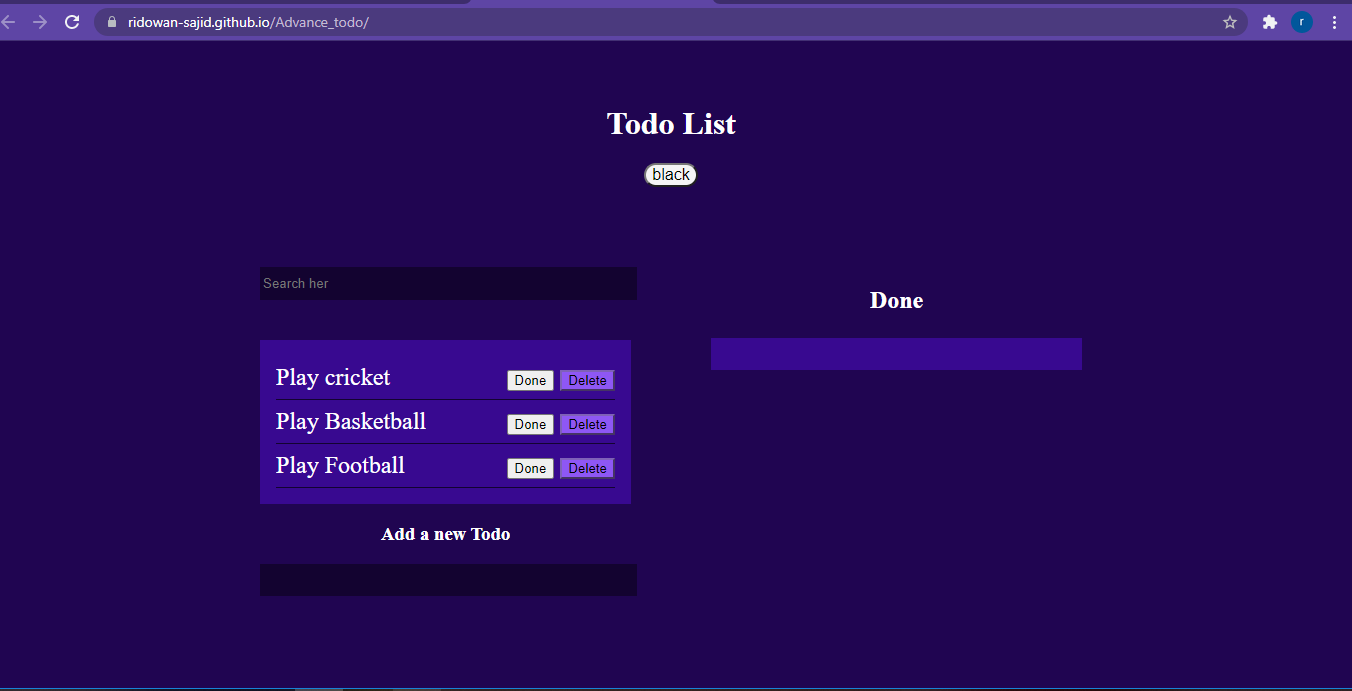 ridowan-sajid.github.io/Advance_todo/
r
Todo List
black
Search her
Done
Play cricket Done Delete
Play Basketball Done Delete
Play Football Done Delete
Add a new Todo